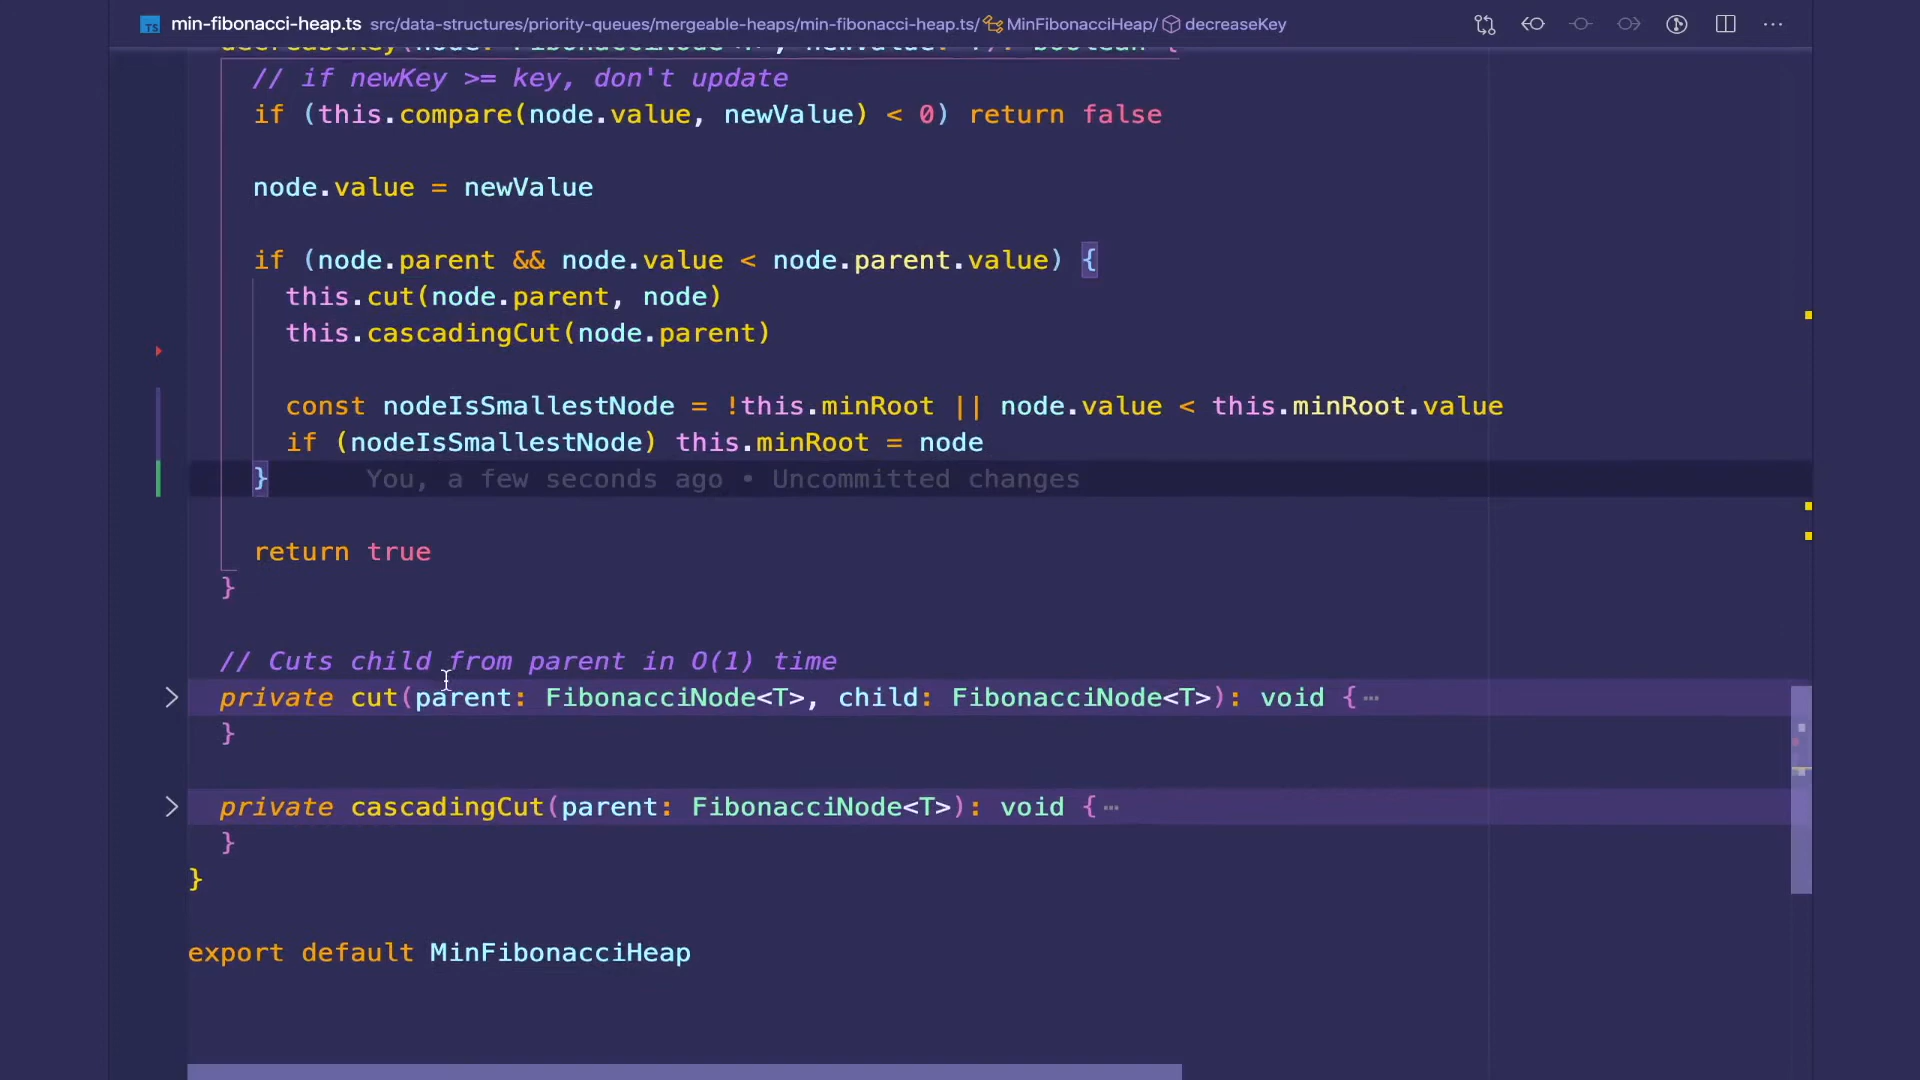 min-fibonacci-heap.ts src/data-structures/priority-queues/mergeable-heaps/min-fibonacci-heap.ts/ MinFibonacciHeap/ decreaseKey
decreaseKey(node: FibonacciNode<T>, newValue: T): boolean {
// if newKey >= key, don't update
if (this.compare(node.value, newValue) < 0) return false
node.value = newValue
if (node.parent && node.value < node.parent.value) {
this.cut(node.parent, node)
this.cascadingCut(node.parent)
const nodeIsSmallestNode = !this.minRoot || node.value < this.minRoot.value
if (nodeIsSmallestNode) this.minRoot = node
} You, a few seconds ago • Uncommitted changes
return true
}
// Cuts child from parent in O(1) time
private cut(parent: FibonacciNode<T>, child: FibonacciNode<T>): void { ⋯
}
private cascadingCut(parent: FibonacciNode<T>): void { ⋯
}
}
export default MinFibonacciHeap